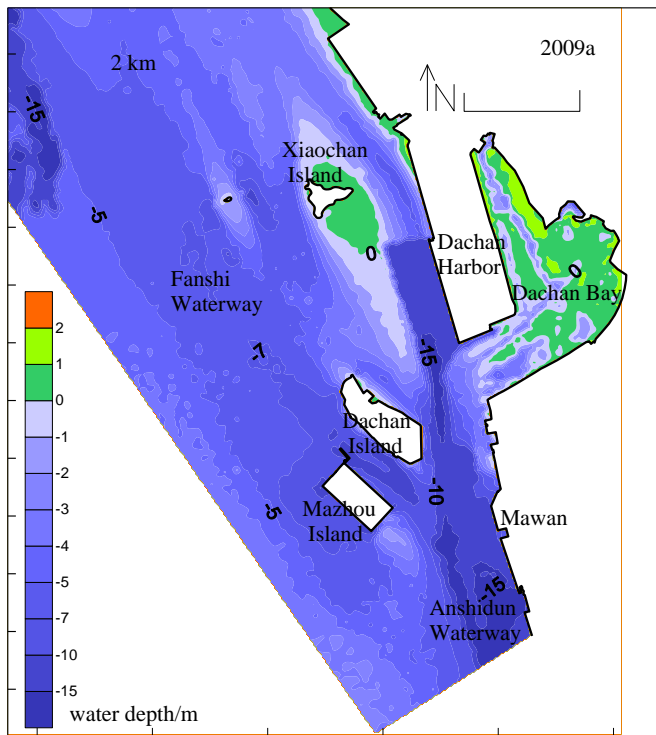 2009a
2 km
N
-15
Xiaochan
Island
-5
0
0
Dachan
Harbor
0
Dachan Bay
Fanshi
Waterway
2
1
0
-1
-2
-3
-4
-5
-7
-10
-15
-7
-15
Dachan
Island
-10
-5
Mazhou
Island
Mawan
-15
Anshidun
Waterway
water depth/m